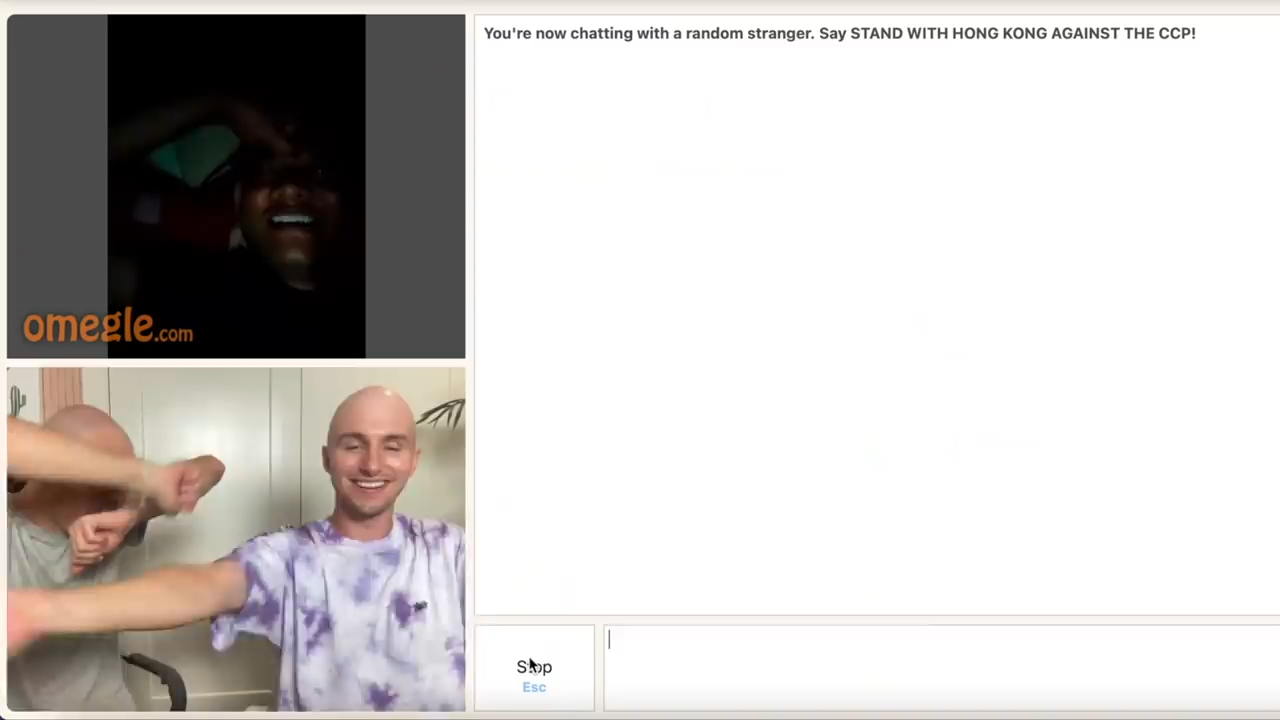 You're now chatting with a random stranger. Say STAND WITH HONG KONG AGAINST THE CCP!
omegle.com
Stop
Esc